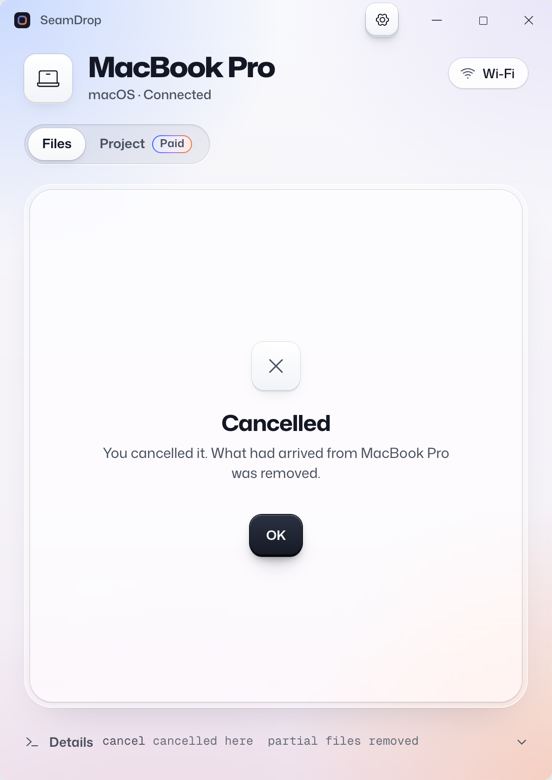 SeamDrop
MacBook Pro
macOS · Connected
Wi-Fi
Files
Project
Paid
Cancelled
You cancelled it. What had arrived from MacBook Pro
was removed.
OK
Details cancel cancelled here partial files removed